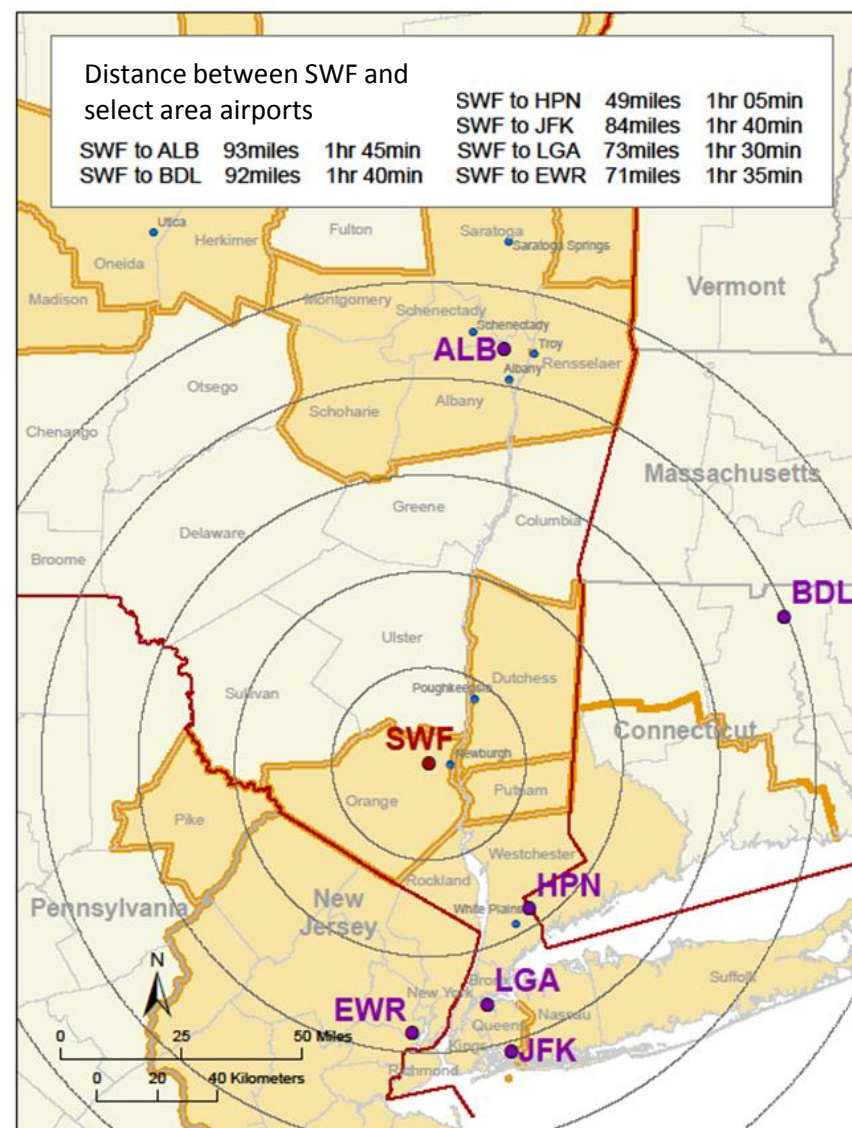 Distance between SWF and
select area airports
SWF to ALB 93miles 1hr 45min
SWF to BDL 92miles 1hr 40min
SWF to HPN 49miles 1hr 05min
SWF to JFK 84miles 1hr 40min
SWF to LGA 73miles 1hr 30min
SWF to EWR 71miles 1hr 35min
Utica
Herkimer
Fulton
Saratoga
Saratoga Springs
Oneida
Madison
Montgomery
Vermont
Schenectady
Schenectady
ALB
Troy
Rensselaer
Albany
Otsego
Schoharie
Albany
Chenango
Massachusetts
Greene
Columbia
Delaware
Broome
BDL
Ulster
Dutchess
Poughkeepsie
Sullivan
Connecticut
SWF
Newburgh
Orange
Putnam
Pike
Westchester
Rockland
HPN
Pennsylvania
New
Jersey
White Plains
N
Suffolk
Bronx
LGA
New York
EWR
Nassau
Queens
Kings
JFK
Richmond
0 25 50 Miles
0 20 40 Kilometers